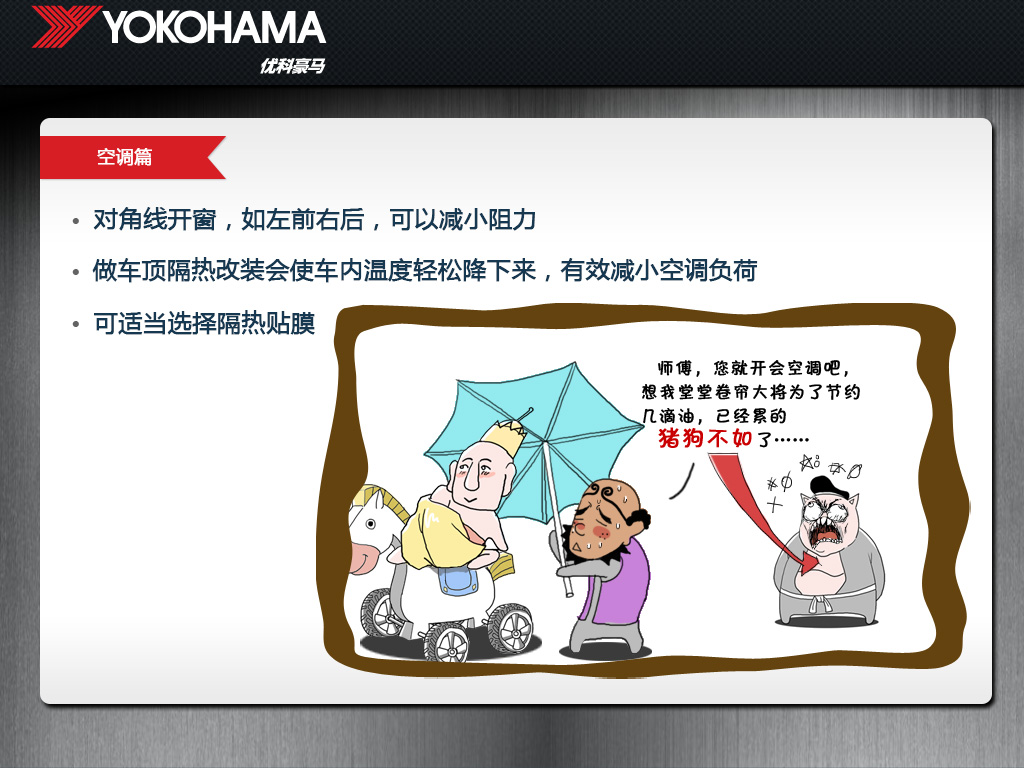 YOKOHAMA
优科豪马
空调篇
• 对角线开窗，如左前右后，可以减小阻力
• 做车顶隔热改装会使车内温度轻松降下来，有效减小空调负荷
• 可适当选择隔热贴膜
师傅，您就开会空调吧，
想我堂堂卷帘大将为了节约
几滴油，已经累的
猪狗不如了……